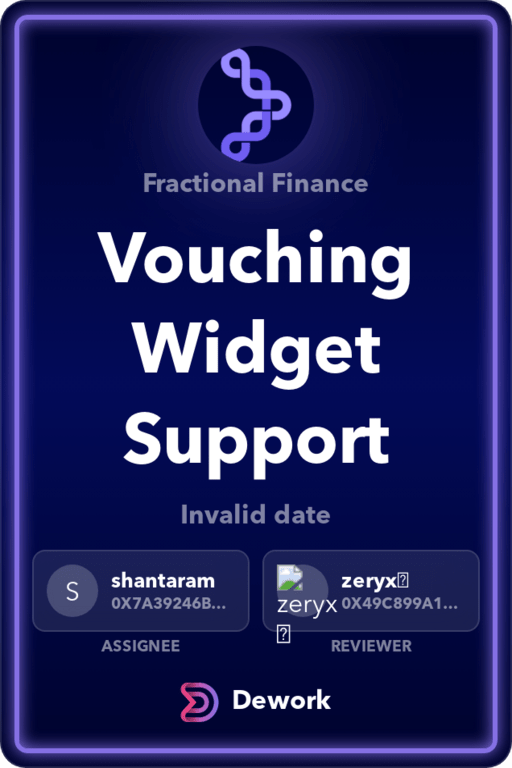 Fractional Finance
Vouching
Widget
Support
Invalid date
S
shantaram
0X7A39246B...
ASSIGNEE
zeryx
zeryx
0X49C899A1...
REVIEWER
Dework